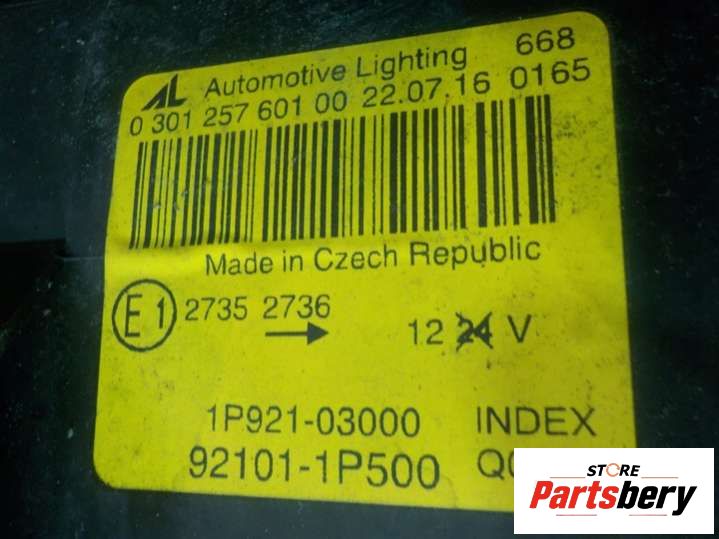 AL Automotive Lighting 668
0 301 257 601 00 22.07.16 0165
Made in Czech Republic
E1 2735 2736
12 24 V
1P921-03000 INDEX
92101-1P500
STORE
Partsbery